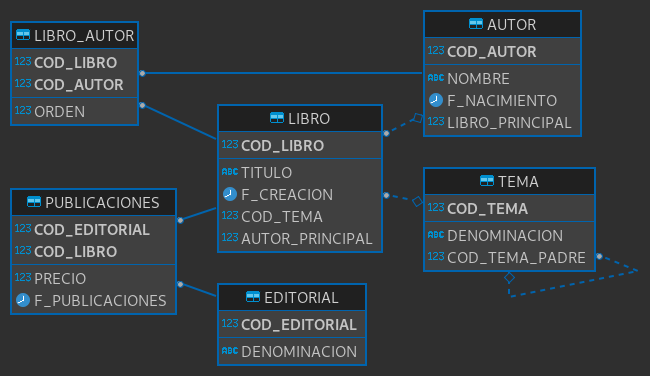 LIBRO_AUTOR
123 COD_LIBRO
123 COD_AUTOR
123 ORDEN
AUTOR
123 COD_AUTOR
ABC NOMBRE
F_NACIMIENTO
123 LIBRO_PRINCIPAL
LIBRO
123 COD_LIBRO
ABC TITULO
F_CREACION
123 COD_TEMA
123 AUTOR_PRINCIPAL
TEMA
123 COD_TEMA
ABC DENOMINACION
123 COD_TEMA_PADRE
PUBLICACIONES
123 COD_EDITORIAL
123 COD_LIBRO
123 PRECIO
F_PUBLICACIONES
EDITORIAL
123 COD_EDITORIAL
ABC DENOMINACION